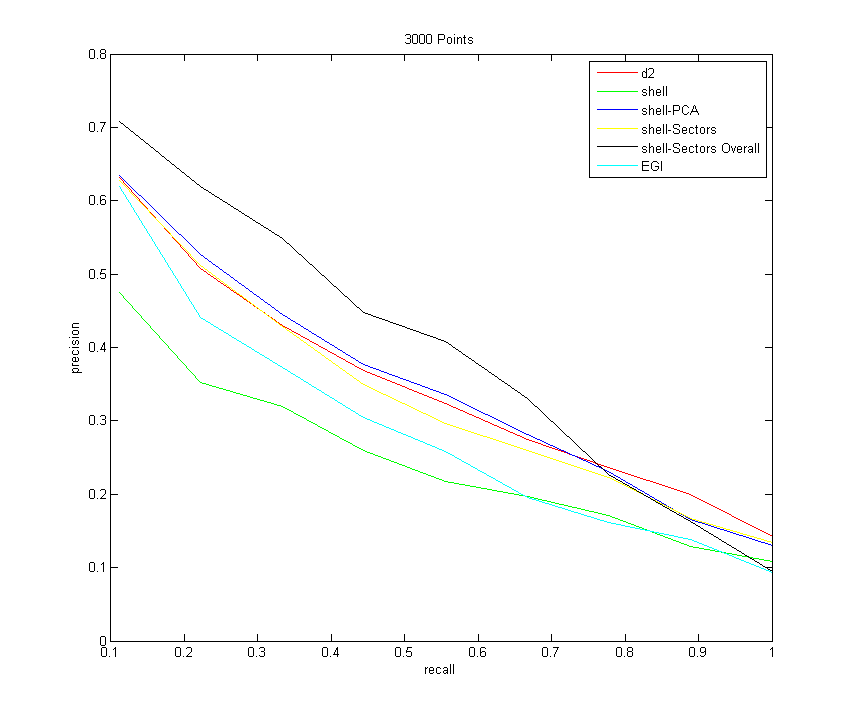 3000 Points
d2
shell
shell-PCA
shell-Sectors
shell-Sectors Overall
EGI
precision
0.8
0.7
0.6
0.5
0.4
0.3
0.2
0.1
0
0.1 0.2 0.3 0.4 0.5 0.6 0.7 0.8 0.9 1
recall